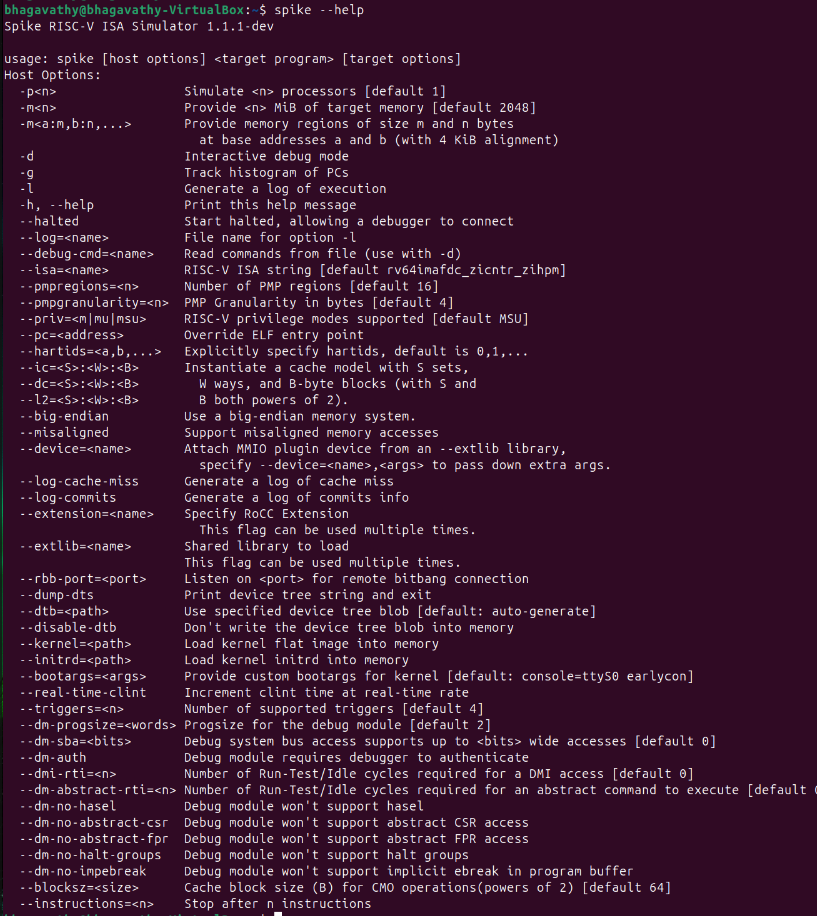 bhagavathy@bhagavathy-VirtualBox:~$ spike --help
Spike RISC-V ISA Simulator 1.1.1-dev

usage: spike [host options] <target program> [target options]
Host Options:
  -p<n>                 Simulate <n> processors [default 1]
  -m<n>                 Provide <n> MiB of target memory [default 2048]
  -m<a:m,b:n,...>       Provide memory regions of size m and n bytes
                          at base addresses a and b (with 4 KiB alignment)
  -d                    Interactive debug mode
  -g                    Track histogram of PCs
  -l                    Generate a log of execution
  -h, --help            Print this help message
  --halted              Start halted, allowing a debugger to connect
  --log=<name>          File name for option -l
  --debug-cmd=<name>    Read commands from file (use with -d)
  --isa=<name>          RISC-V ISA string [default rv64imafdc_zicntr_zihpm]
  --pmpregions=<n>      Number of PMP regions [default 16]
  --pmpgranularity=<n>  PMP Granularity in bytes [default 4]
  --priv=<m|mu|msu>     RISC-V privilege modes supported [default MSU]
  --pc=<address>        Override ELF entry point
  --hartids=<a,b,...>   Explicitly specify hartids, default is 0,1,...
  --ic=<S>:<W>:<B>      Instantiate a cache model with S sets,
  --dc=<S>:<W>:<B>        W ways, and B-byte blocks (with S and
  --l2=<S>:<W>:<B>        B both powers of 2).
  --big-endian          Use a big-endian memory system.
  --misaligned          Support misaligned memory accesses
  --device=<name>       Attach MMIO plugin device from an --extlib library,
                          specify --device=<name>,<args> to pass down extra args.
  --log-cache-miss      Generate a log of cache miss
  --log-commits         Generate a log of commits info
  --extension=<name>    Specify RoCC Extension
                          This flag can be used multiple times.
  --extlib=<name>       Shared library to load
                        This flag can be used multiple times.
  --rbb-port=<port>     Listen on <port> for remote bitbang connection
  --dump-dts            Print device tree string and exit
  --dtb=<path>          Use specified device tree blob [default: auto-generate]
  --disable-dtb         Don't write the device tree blob into memory
  --kernel=<path>       Load kernel flat image into memory
  --initrd=<path>       Load kernel initrd into memory
  --bootargs=<args>     Provide custom bootargs for kernel [default: console=ttyS0 earlycon]
  --real-time-clint     Increment clint time at real-time rate
  --triggers=<n>        Number of supported triggers [default 4]
  --dm-progsize=<words> Progsize for the debug module [default 2]
  --dm-sba=<bits>       Debug system bus access supports up to <bits> wide accesses [default 0]
  --dm-auth             Debug module requires debugger to authenticate
  --dmi-rti=<n>         Number of Run-Test/Idle cycles required for a DMI access [default 0]
  --dm-abstract-rti=<n> Number of Run-Test/Idle cycles required for an abstract command to execute [default
  --dm-no-hasel         Debug module won't support hasel
  --dm-no-abstract-csr  Debug module won't support abstract CSR access
  --dm-no-abstract-fpr  Debug module won't support abstract FPR access
  --dm-no-halt-groups   Debug module won't support halt groups
  --dm-no-impebreak     Debug module won't support implicit ebreak in program buffer
  --blocksz=<size>      Cache block size (B) for CMO operations(powers of 2) [default 64]
  --instructions=<n>    Stop after n instructions